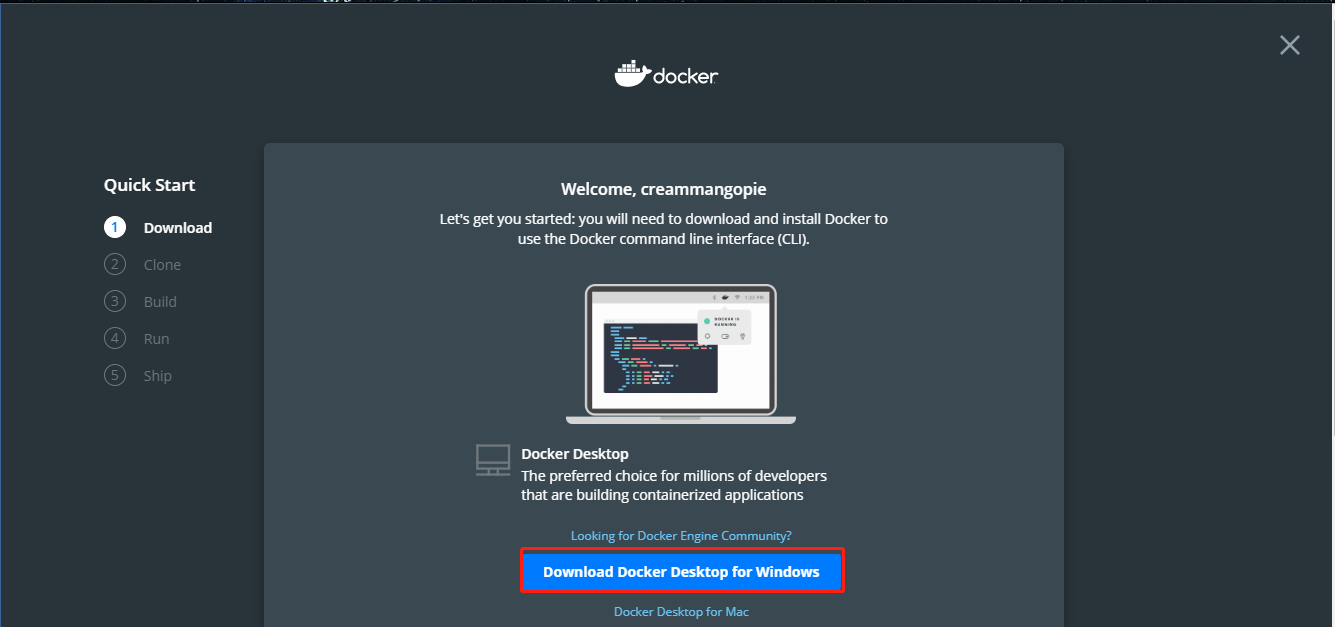 docker
Quick Start
1 Download
2 Clone
3 Build
4 Run
5 Ship
Welcome, creammangopie
Let's get you started: you will need to download and install Docker to
use the Docker command line interface (CLI).
1:22 PM
DOCKER IS
RUNNING
Docker Desktop
The preferred choice for millions of developers
that are building containerized applications
Looking for Docker Engine Community?
Download Docker Desktop for Windows
Docker Desktop for Mac